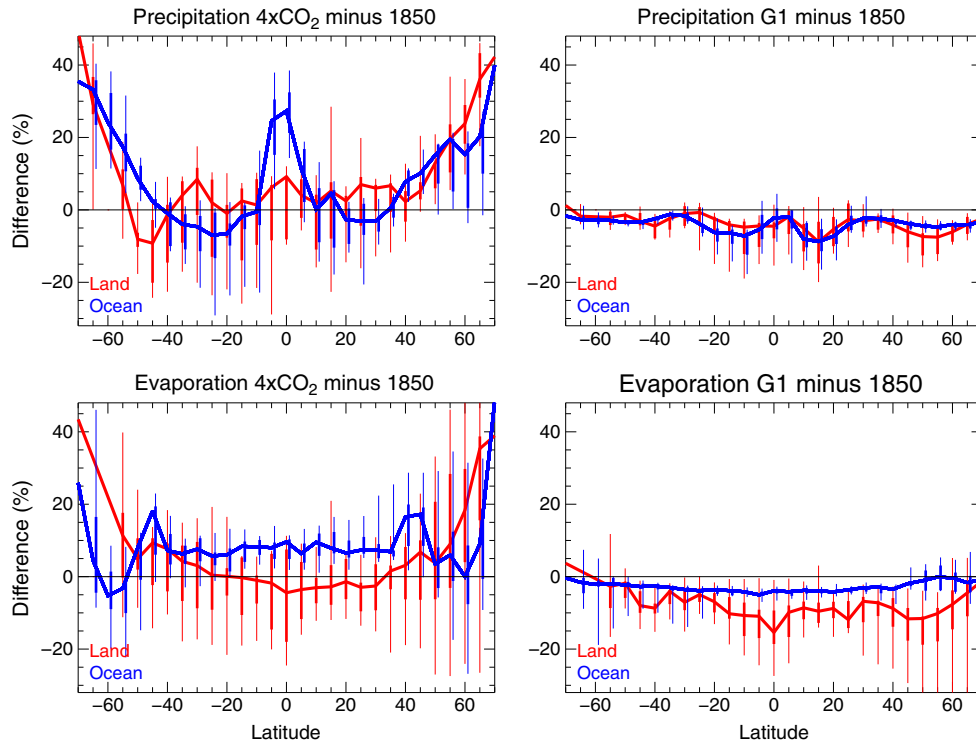 Precipitation 4xCO₂ minus 1850
Precipitation G1 minus 1850
Difference (%)
40
20
0
−20
Land
Ocean
−60 −40 −20 0 20 40 60
40
20
0
−20
Land
Ocean
−60 −40 −20 0 20 40 60
Evaporation 4xCO₂ minus 1850
Evaporation G1 minus 1850
Difference (%)
40
20
0
−20
Land
Ocean
−60 −40 −20 0 20 40 60
Latitude
40
20
0
−20
Land
Ocean
−60 −40 −20 0 20 40 60
Latitude